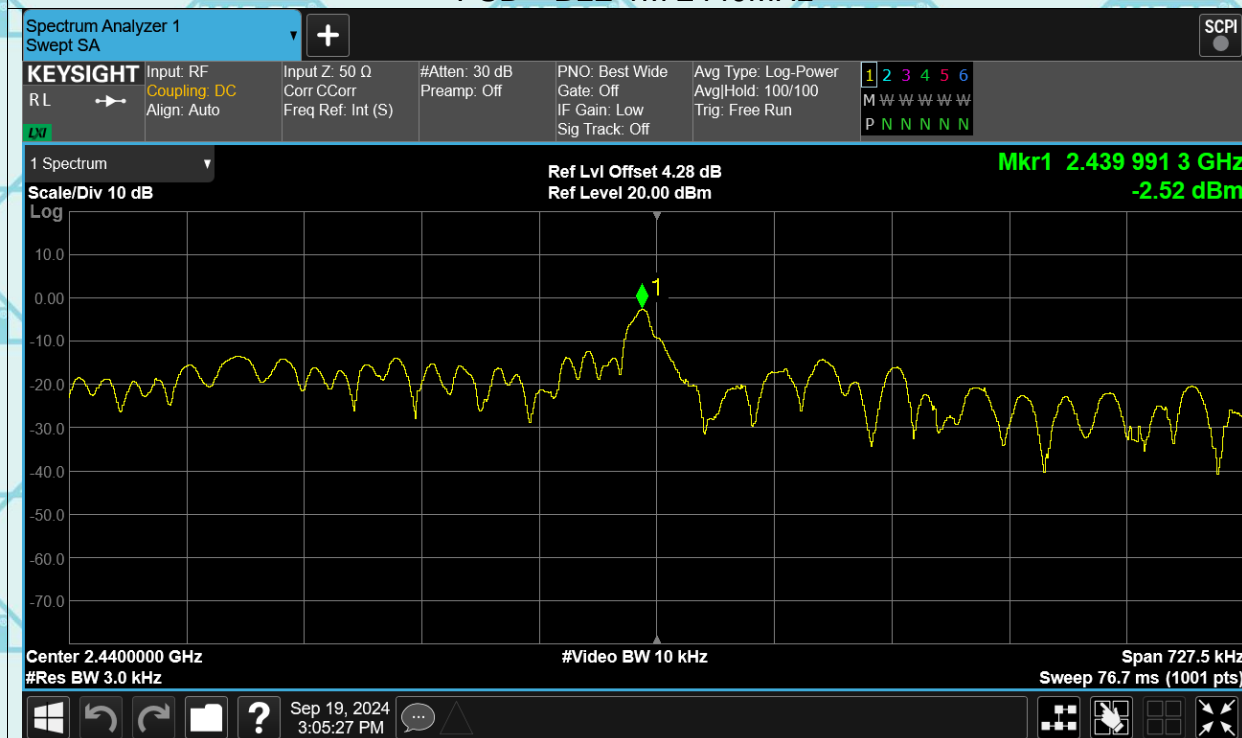 Spectrum Analyzer 1
Swept SA
+
SCPI
KEYSIGHT
RL
LXI
Input: RF
Coupling: DC
Align: Auto
Input Z: 50 Ω
Corr CCorr
Freq Ref: Int (S)
#Atten: 30 dB
Preamp: Off
PNO: Best Wide
Gate: Off
IF Gain: Low
Sig Track: Off
Avg Type: Log-Power
Avg|Hold: 100/100
Trig: Free Run
1 2 3 4 5 6
M W W W W W
P N N N N N
1 Spectrum
Scale/Div 10 dB
Log
Ref Lvl Offset 4.28 dB
Ref Level 20.00 dBm
Mkr1 2.439 991 3 GHz
-2.52 dBm
10.0
0.00
-10.0
-20.0
-30.0
-40.0
-50.0
-60.0
-70.0
1
Center 2.4400000 GHz
#Res BW 3.0 kHz
#Video BW 10 kHz
Span 727.5 kHz
Sweep 76.7 ms (1001 pts)
?
Sep 19, 2024
3:05:27 PM